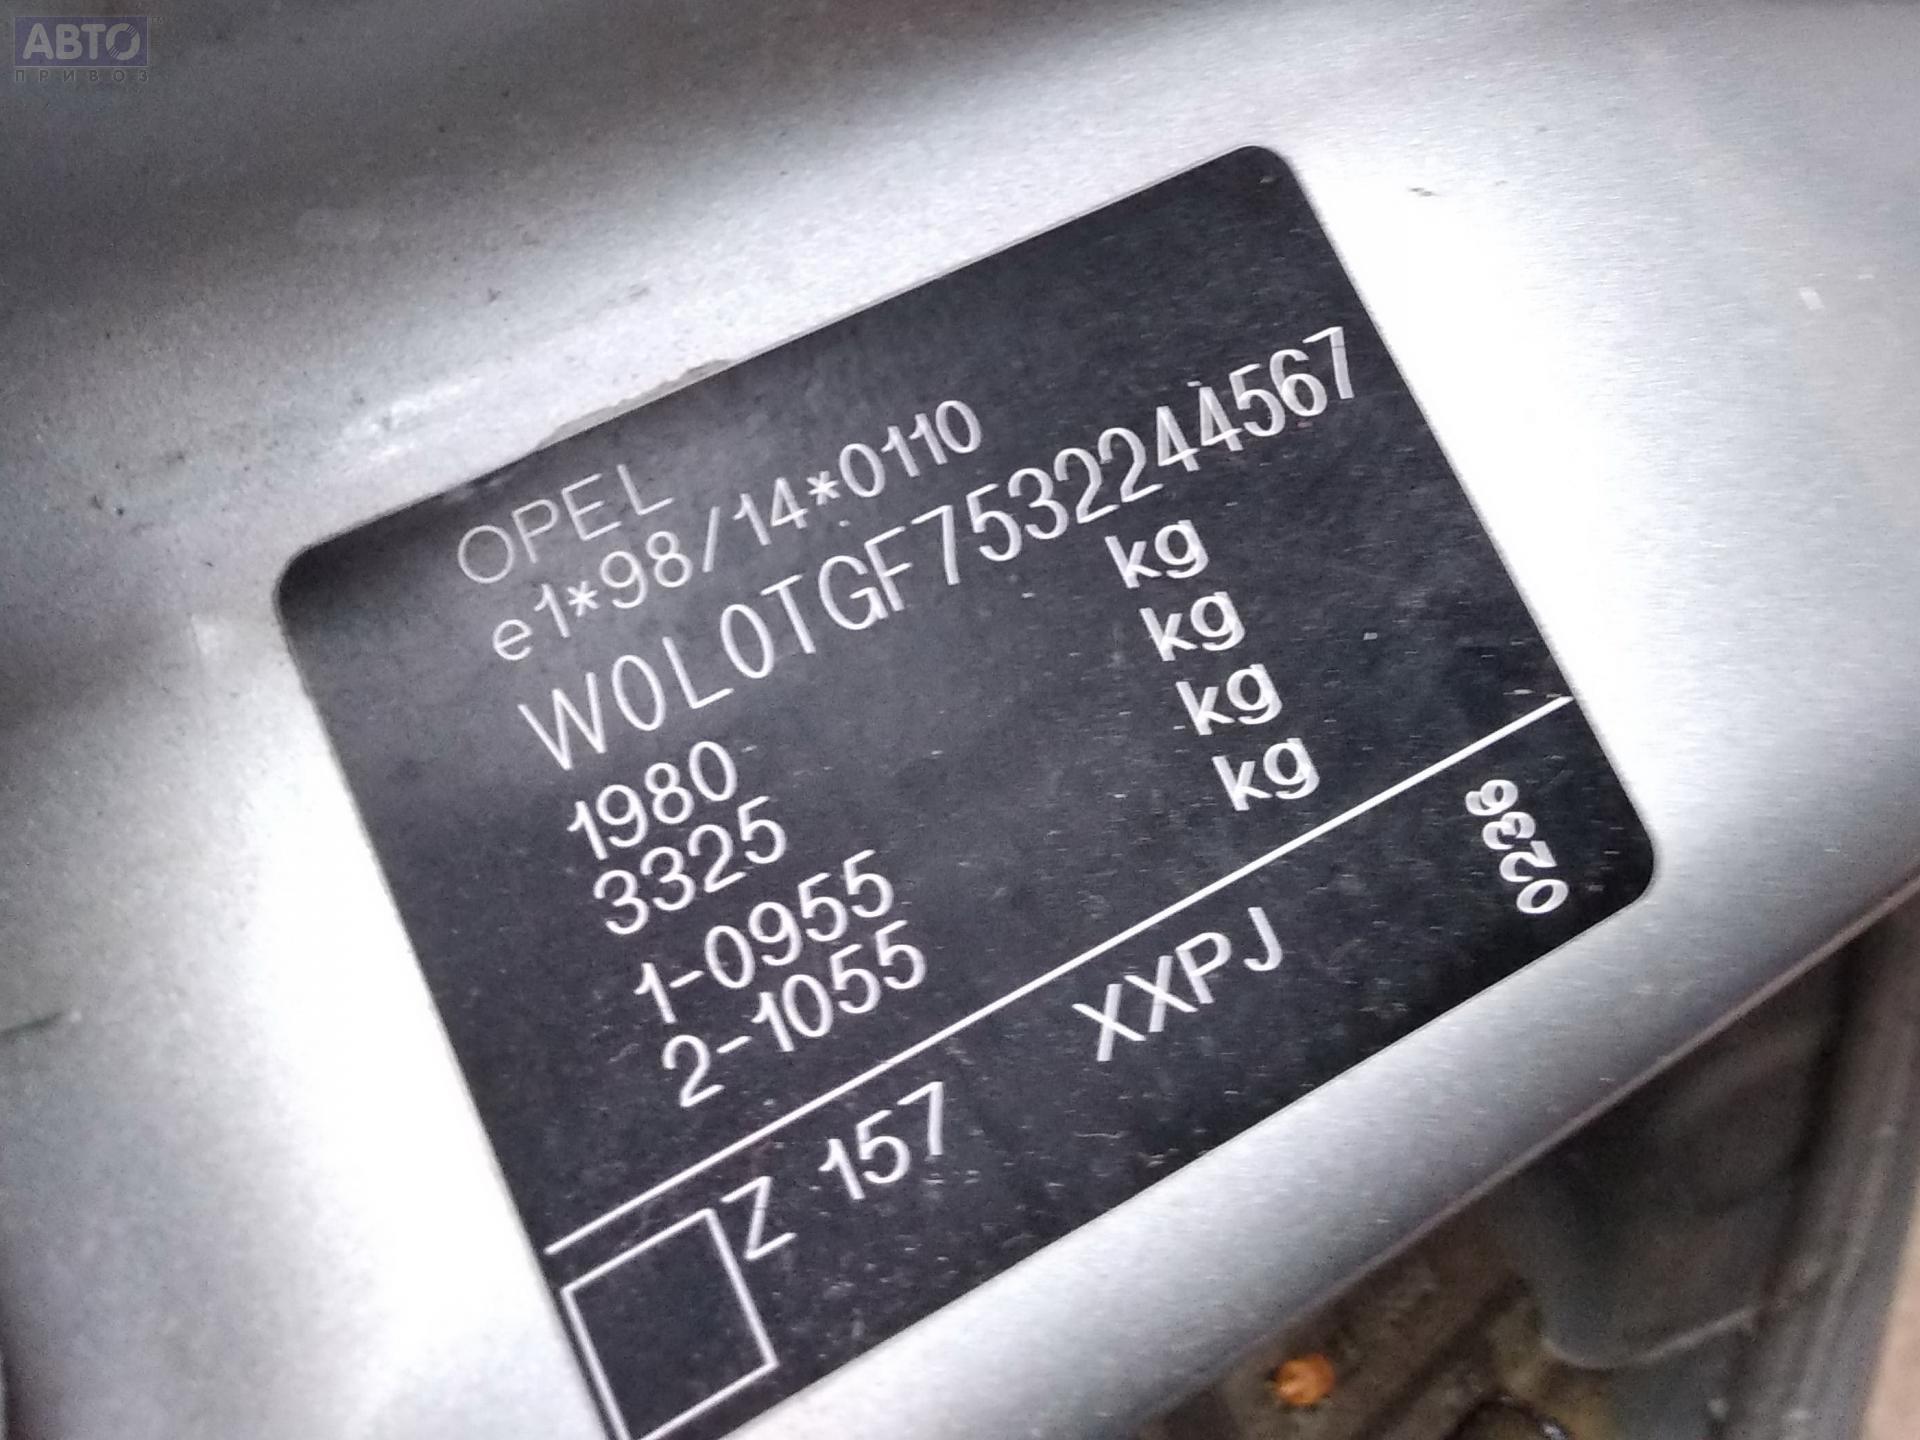 АВТО
ПРИВОЗ
OPEL
e1*98/14*0110
W0L0TGF7532244567
1980 kg
3325 kg
1-0955 kg
2-1055 kg
Z 157 XXPJ
0236